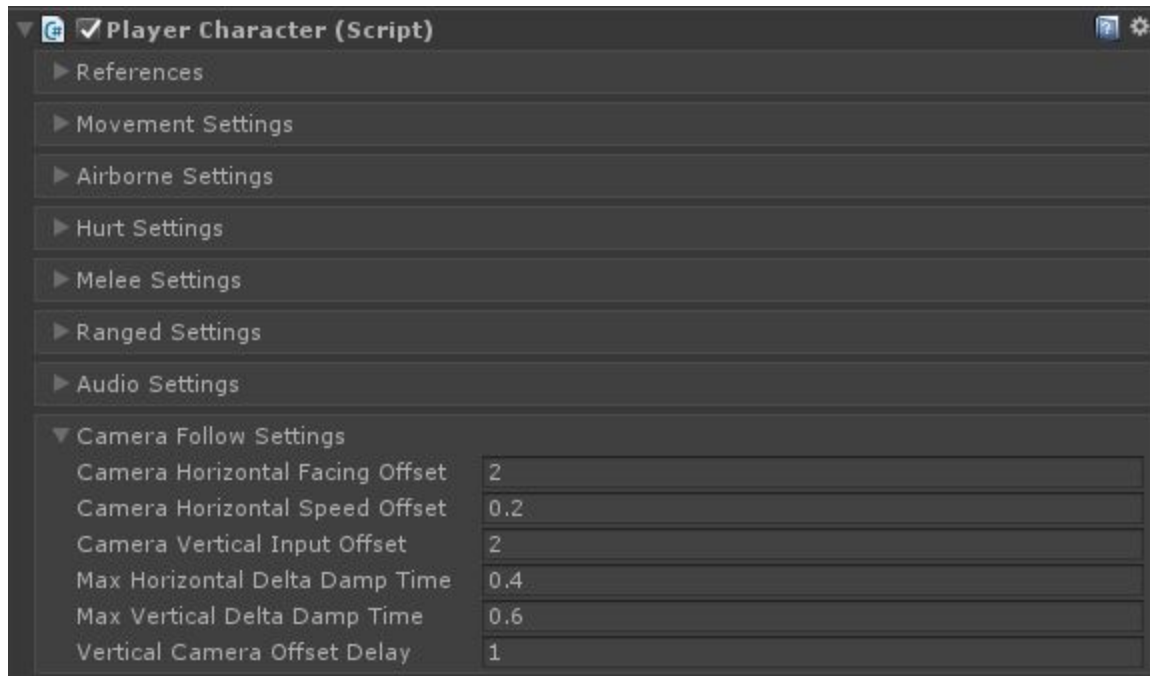 Player Character (Script)
References
Movement Settings
Airborne Settings
Hurt Settings
Melee Settings
Ranged Settings
Audio Settings
Camera Follow Settings
Camera Horizontal Facing Offset 2
Camera Horizontal Speed Offset 0.2
Camera Vertical Input Offset 2
Max Horizontal Delta Damp Time 0.4
Max Vertical Delta Damp Time 0.6
Vertical Camera Offset Delay 1